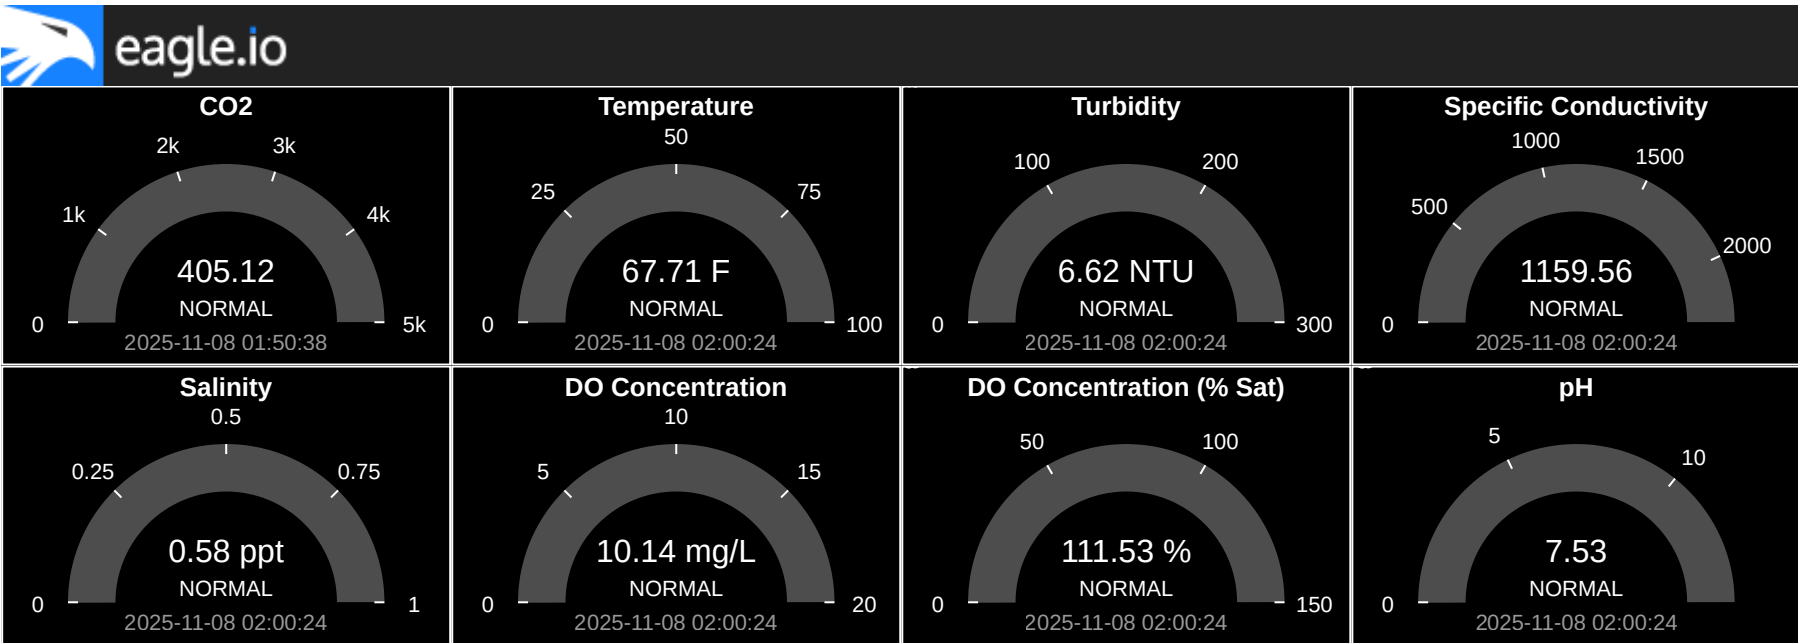 eagle.io
CO2
2k
3k
1k
4k
405.12
NORMAL
0
5k
2025-11-08 01:50:38
Temperature
50
25
75
67.71 F
NORMAL
0
100
2025-11-08 02:00:24
Turbidity
100
200
6.62 NTU
NORMAL
0
300
2025-11-08 02:00:24
Specific Conductivity
1000
1500
500
2000
1159.56
NORMAL
0
2025-11-08 02:00:24
Salinity
0.5
0.25
0.75
0.58 ppt
NORMAL
0
1
2025-11-08 02:00:24
DO Concentration
10
5
15
10.14 mg/L
NORMAL
0
20
2025-11-08 02:00:24
DO Concentration (% Sat)
50
100
111.53 %
NORMAL
0
150
2025-11-08 02:00:24
pH
5
10
7.53
NORMAL
0
2025-11-08 02:00:24